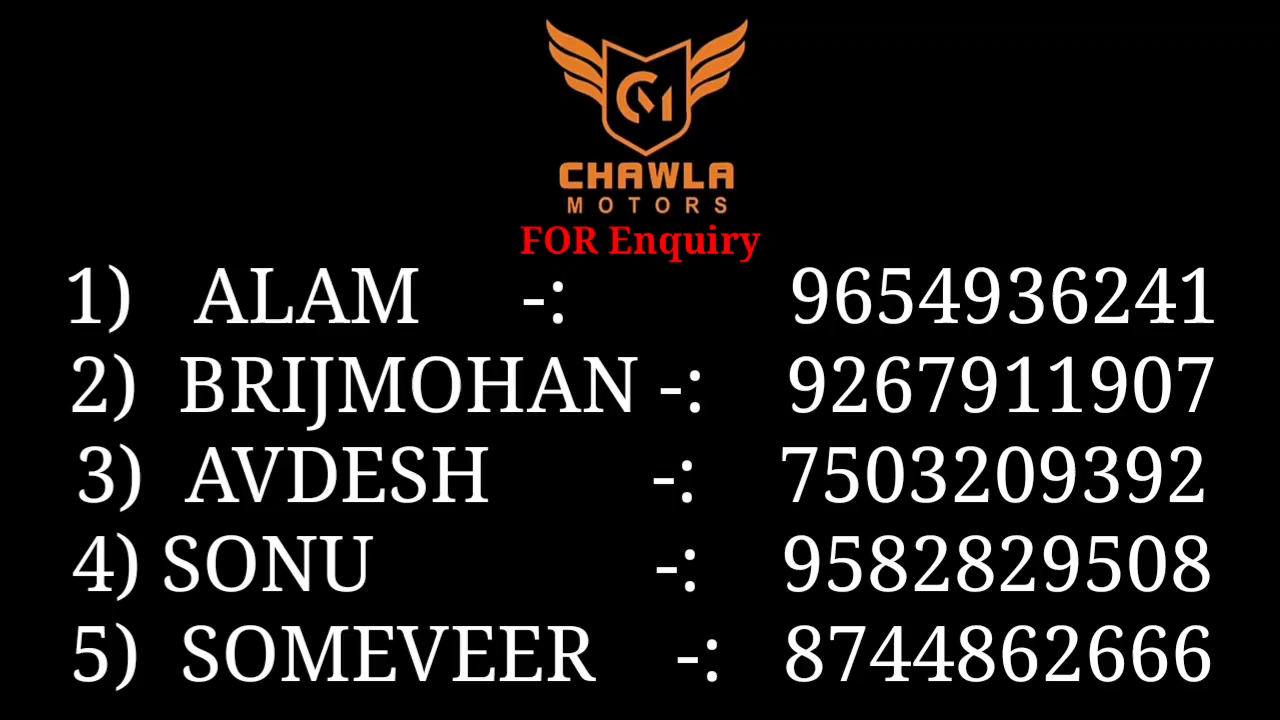 CM
CHAWLA
MOTORS
FOR Enquiry
1) ALAM -: 9654936241
2) BRIJMOHAN -: 9267911907
3) AVDESH -: 7503209392
4) SONU -: 9582829508
5) SOMEVEER -: 8744862666